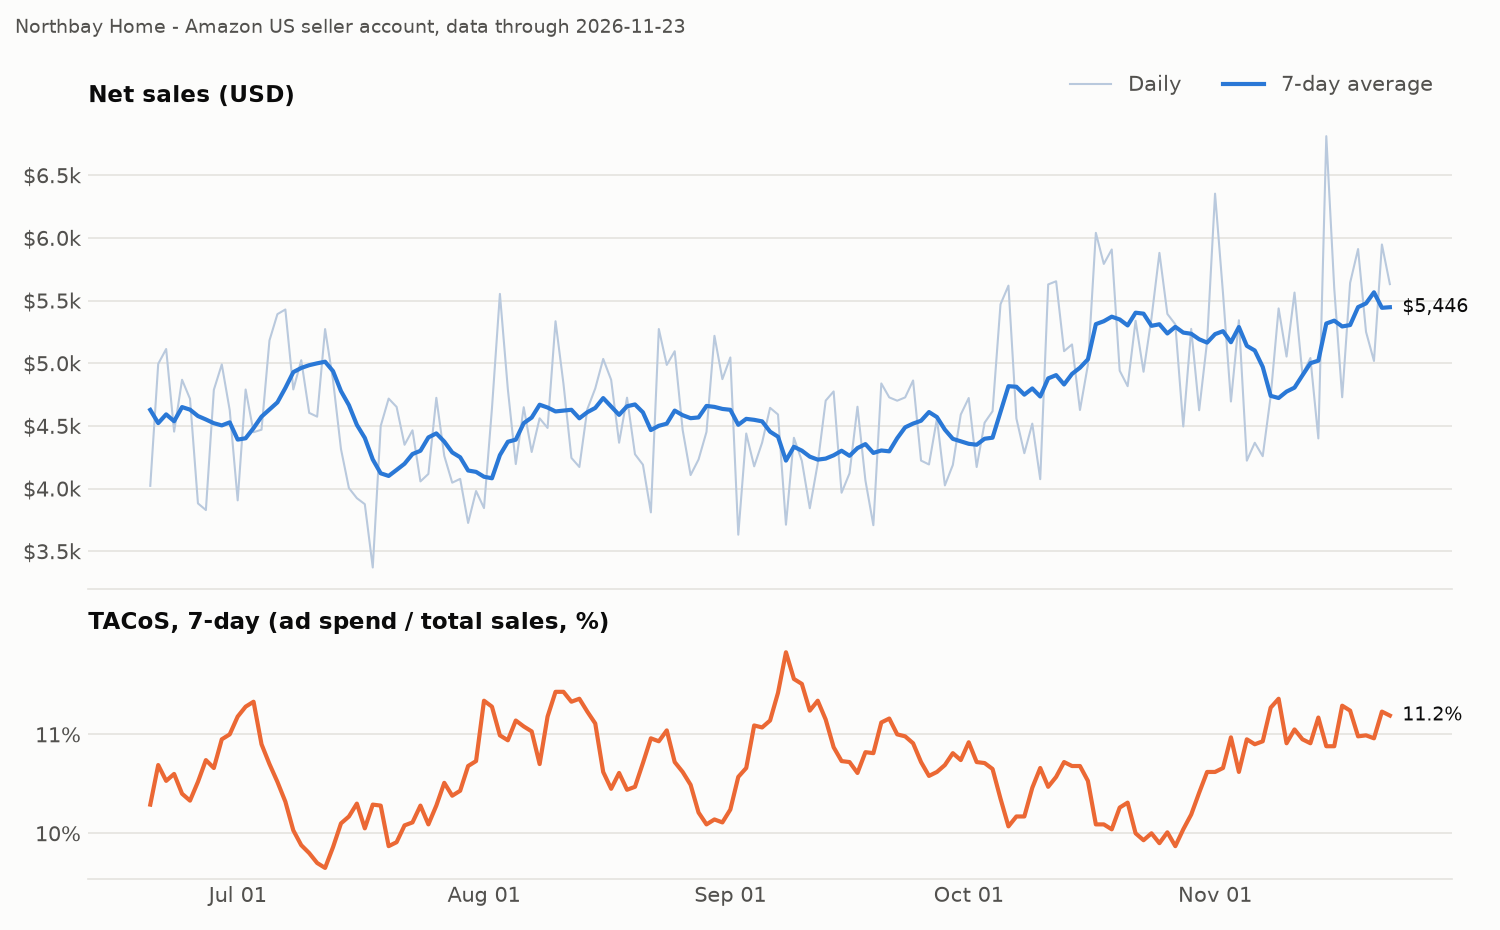 Northbay Home - Amazon US seller account, data through 2026-11-23
Net sales (USD)
Daily
7-day average
$6.5k
$6.0k
$5.5k
$5,446
$5.0k
$4.5k
$4.0k
$3.5k
TACoS, 7-day (ad spend / total sales, %)
11.2%
11%
10%
Jul 01
Aug 01
Sep 01
Oct 01
Nov 01